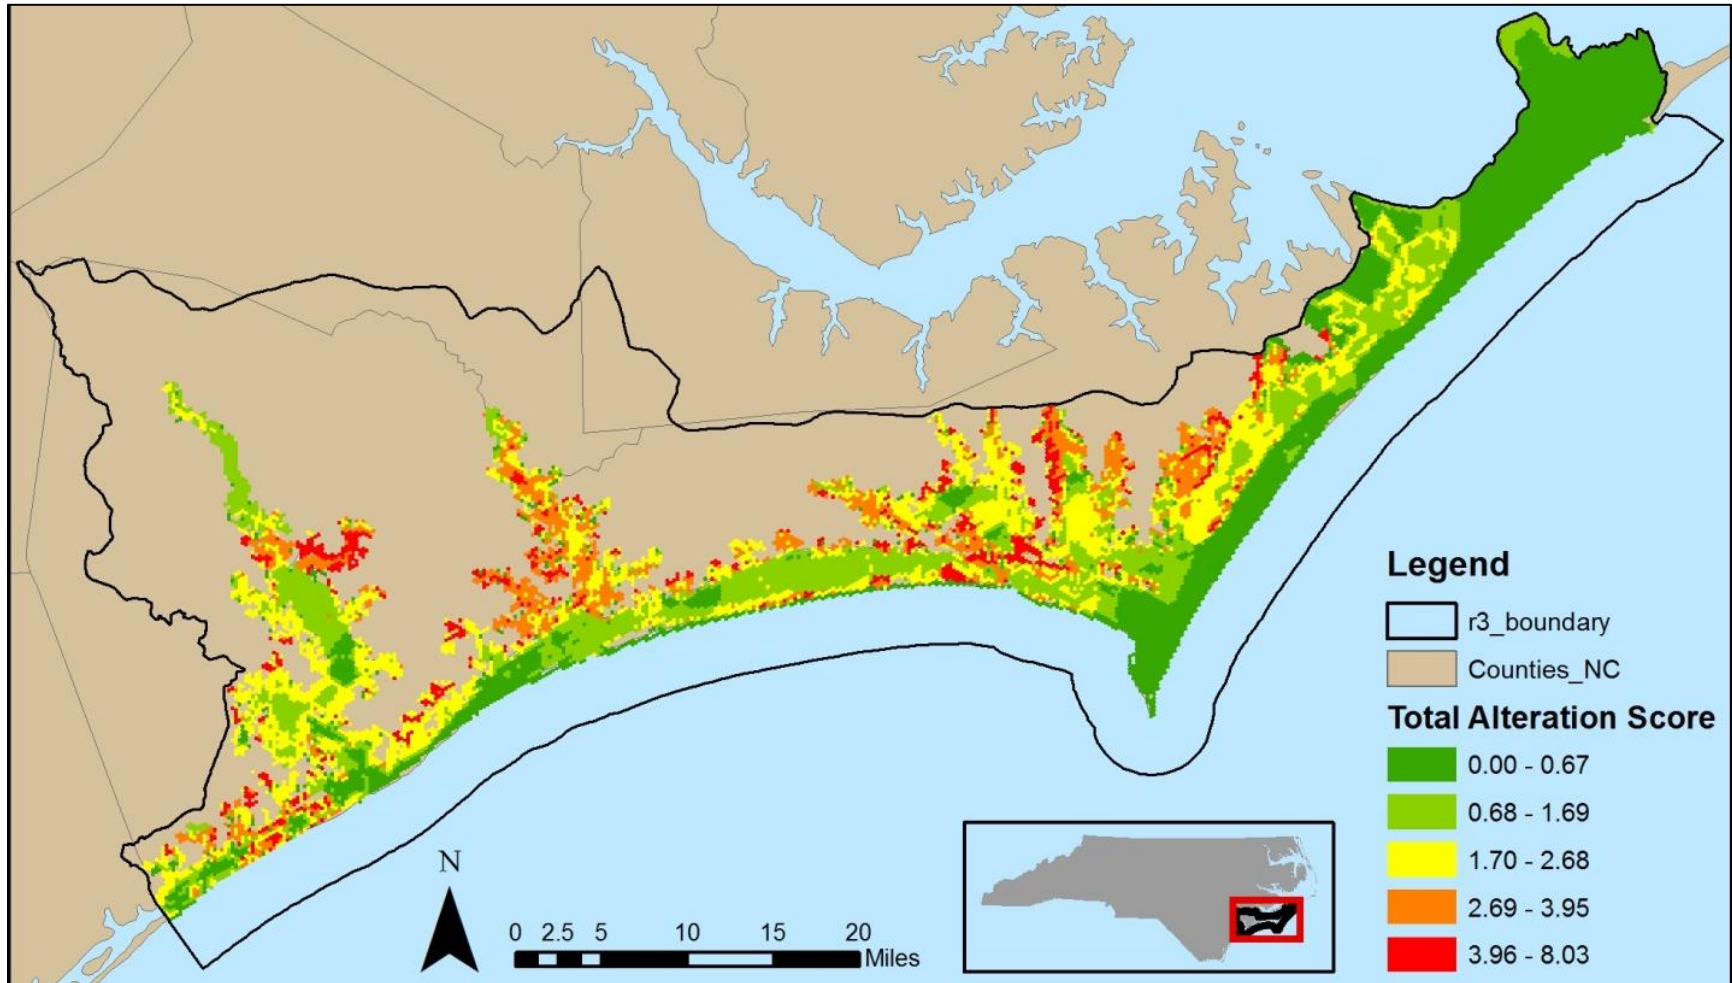 Legend
r3_boundary
Counties_NC
Total Alteration Score
0.00 - 0.67
0.68 - 1.69
1.70 - 2.68
2.69 - 3.95
3.96 - 8.03
N
0 2.5 5 10 15 20
Miles